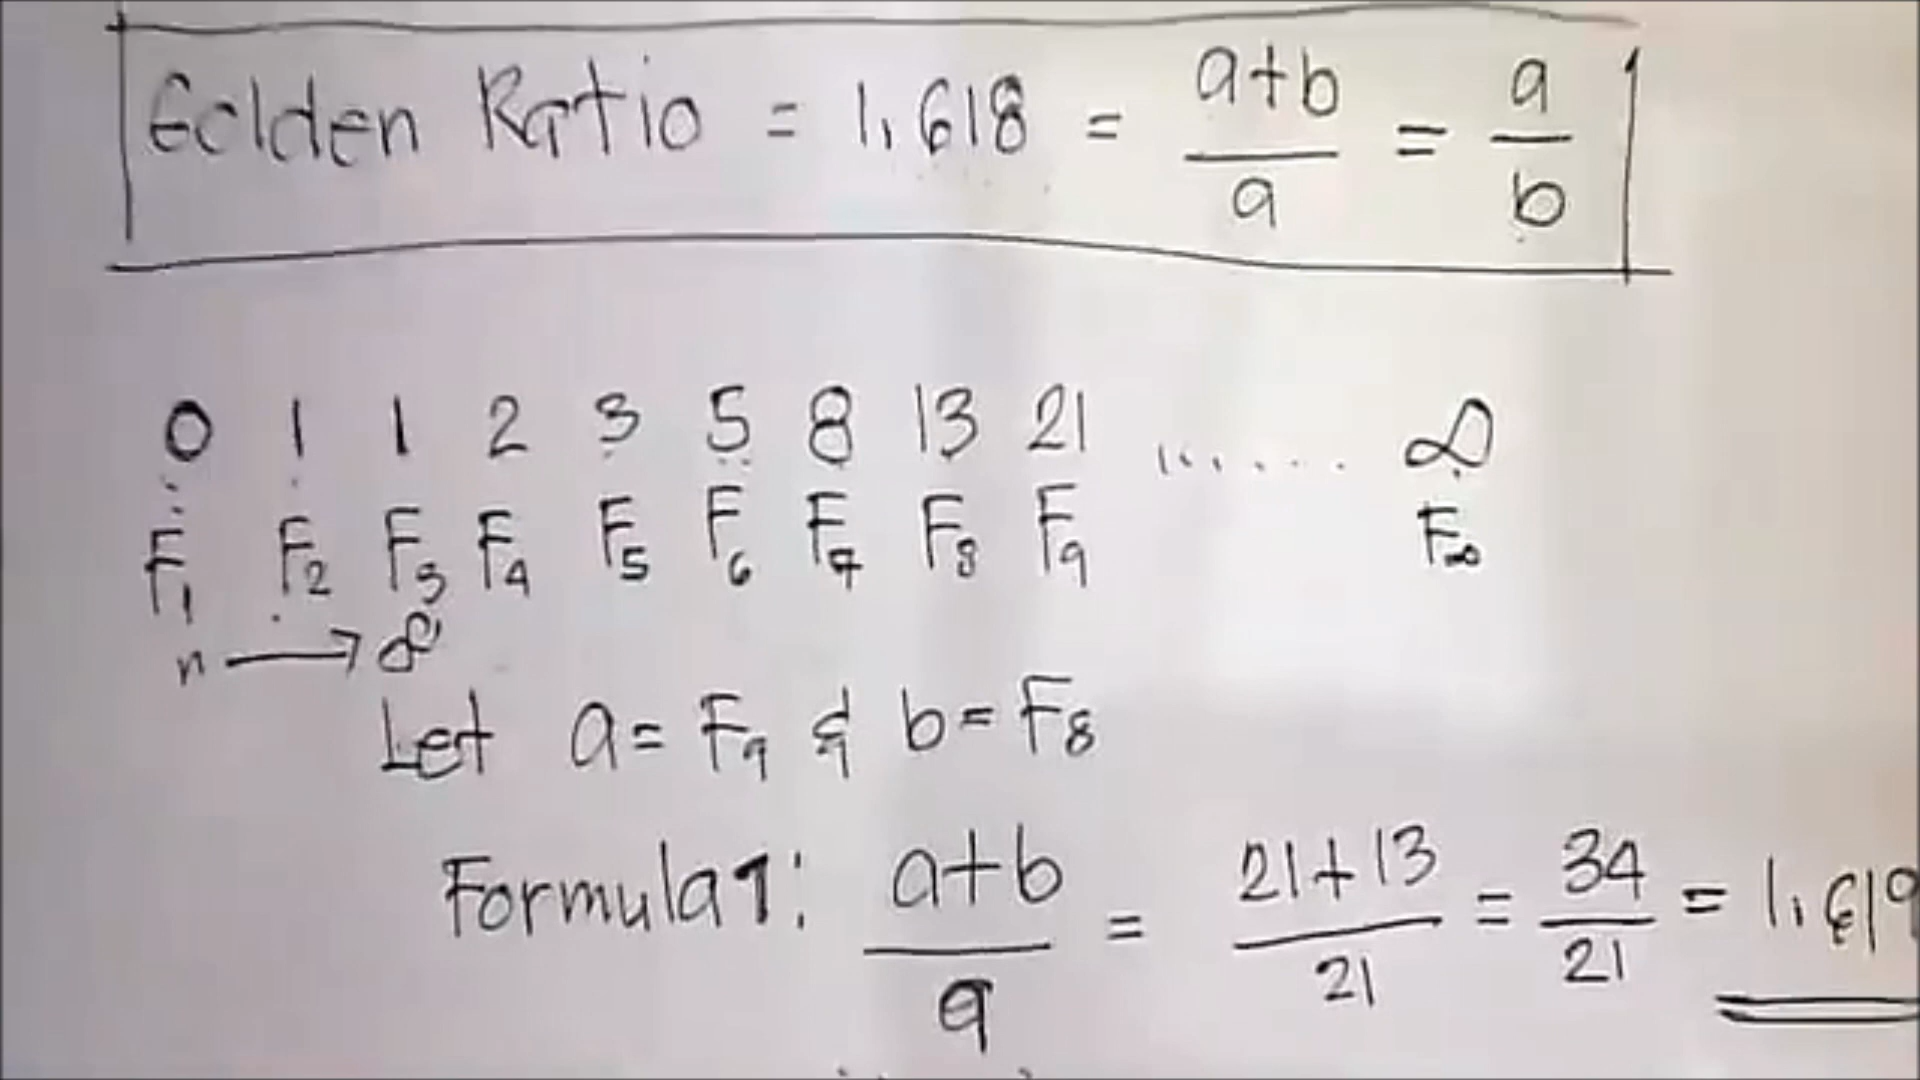 Golden Ratio = 1,618 = a+b/a = a/b
0 1 1 2 3 5 8 13 21 ....... ∞
F1 F2 F3 F4 F5 F6 F7 F8 F9 F∞
n → ∞
Let a = F9 & b = F8
Formula 1: a+b/a = 21+13/21 = 34/21 = 1,619